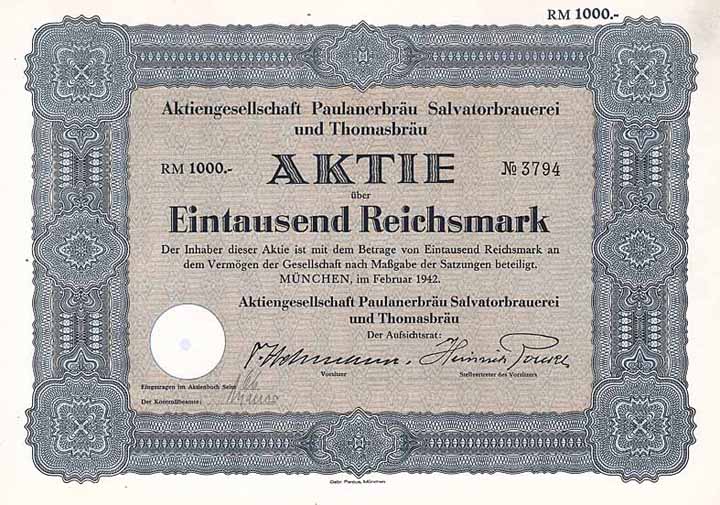 RM 1000.-
Aktiengesellschaft Paulanerbräu Salvatorbrauerei
und Thomasbräu
RM 1000.- AKTIE № 3794
über
Eintausend Reichsmark
Der Inhaber dieser Aktie ist mit dem Betrage von Eintausend Reichsmark an
dem Vermögen der Gesellschaft nach Maßgabe der Satzungen beteiligt.
MÜNCHEN, im Februar 1942.
Aktiengesellschaft Paulanerbräu Salvatorbrauerei
und Thomasbräu
Der Aufsichtsrat:
Vorsitzer Stellvertreter des Vorsitzers
Eingetragen im Aktienbuch Seite
Der Kontrollbeamte:
Gebr. Parcus, München